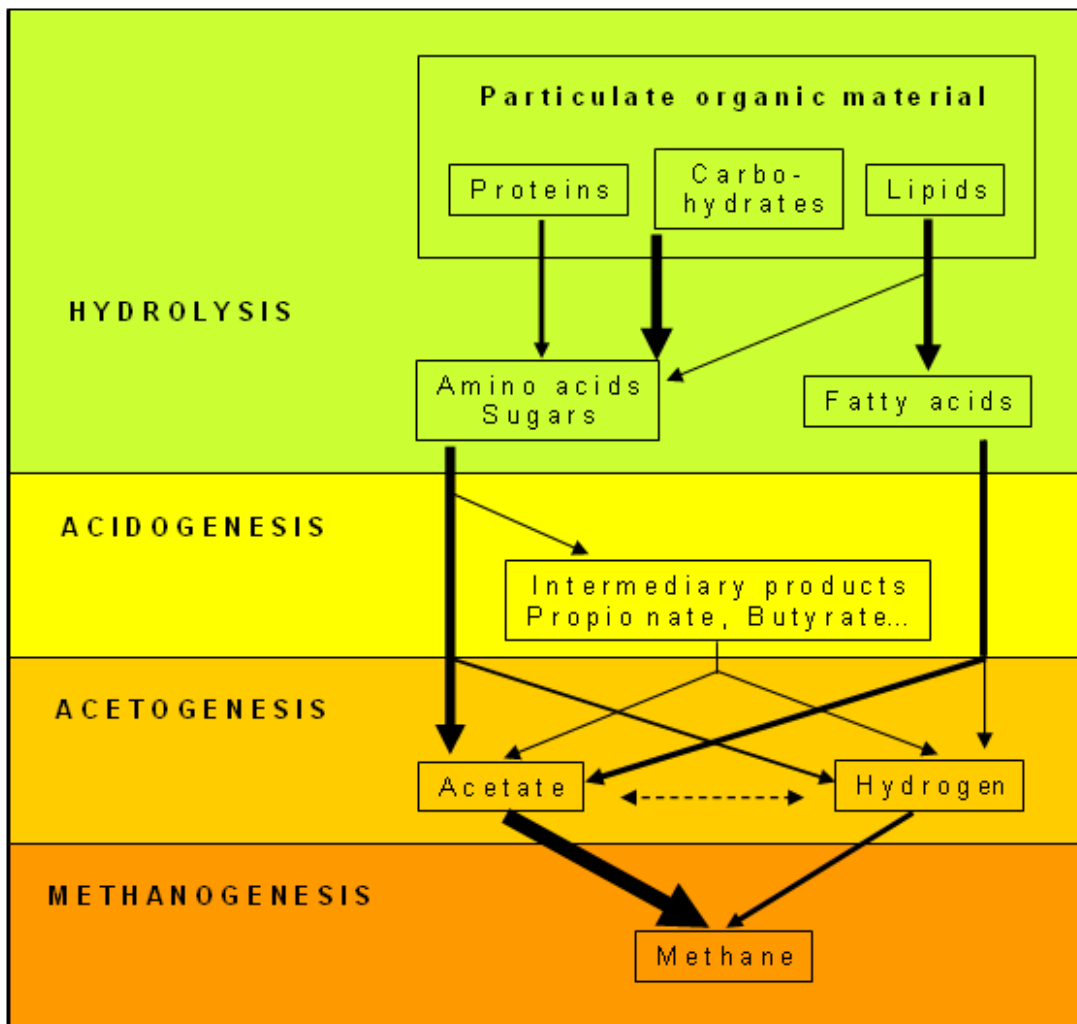 Particulate organic material
Proteins
Carbo-
hydrates
Lipids
HYDROLYSIS
Amino acids
Sugars
Fatty acids
ACIDOGENESIS
Intermediary products
Propionate, Butyrate...
ACETOGENESIS
Acetate
Hydrogen
METHANOGENESIS
Methane